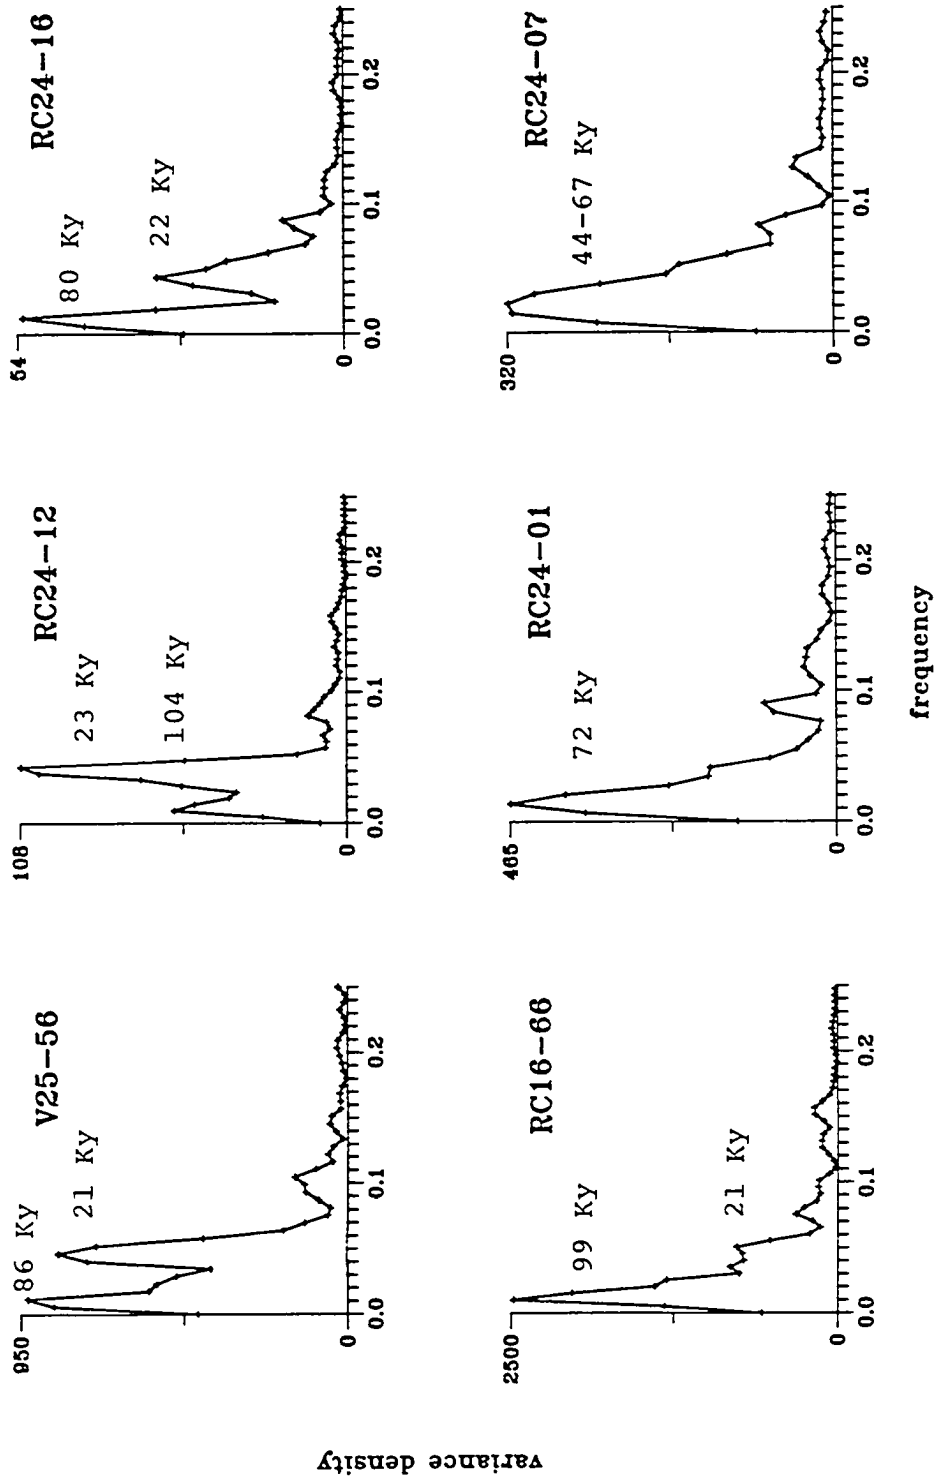 variance density
V25-56
86 Ky
21 Ky
950
0
0.0
0.1
0.2
RC24-12
23 Ky
104 Ky
108
0
0.0
0.1
0.2
RC24-16
80 Ky
22 Ky
54
0
0.0
0.1
0.2
RC16-66
99 Ky
21 Ky
2500
0
0.0
0.1
0.2
RC24-01
72 Ky
465
0
0.0
0.1
0.2
RC24-07
44-67 Ky
320
0
0.0
0.1
0.2
frequency